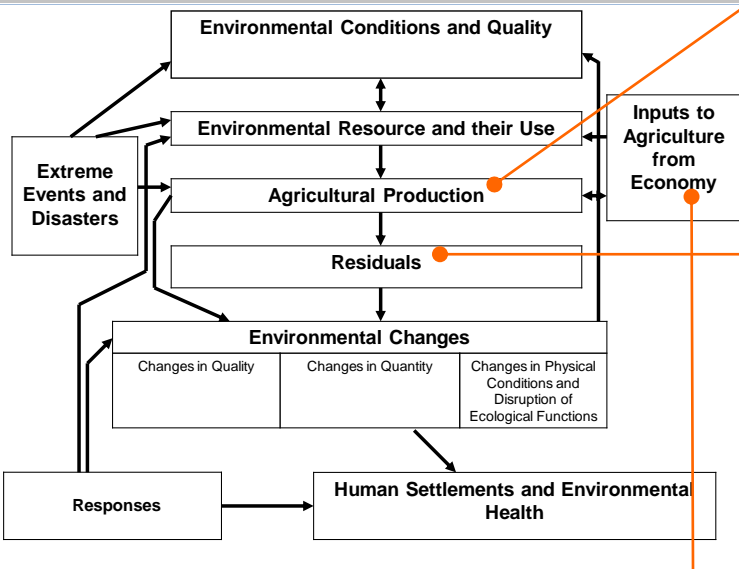 Environmental Conditions and Quality
Environmental Resource and their Use
Inputs to
Agriculture
from
Economy
Extreme
Events and
Disasters
Agricultural Production
Residuals
Environmental Changes
Changes in Quality
Changes in Quantity
Changes in Physical
Conditions and
Disruption of
Ecological Functions
Responses
Human Settlements and Environmental
Health